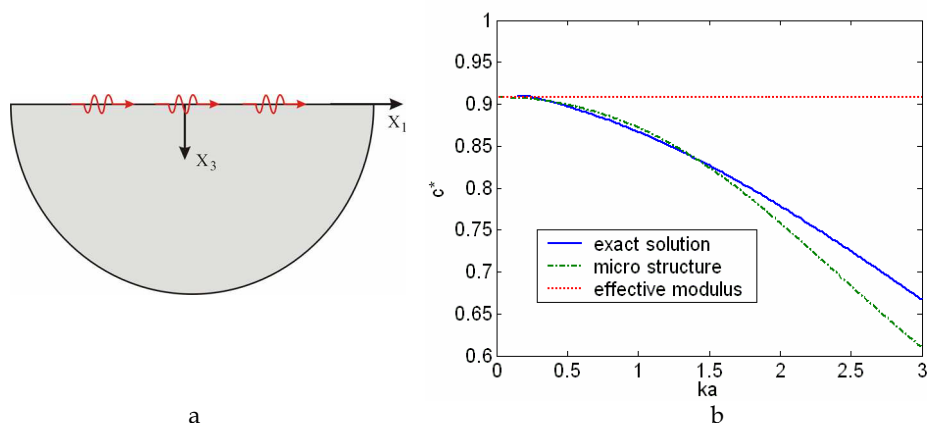 X1
X3
a
1
0.95
0.9
0.85
0.8
0.75
0.7
0.65
0.6
c*
exact solution
micro structure
effective modulus
0 0.5 1 1.5 2 2.5 3
ka
b